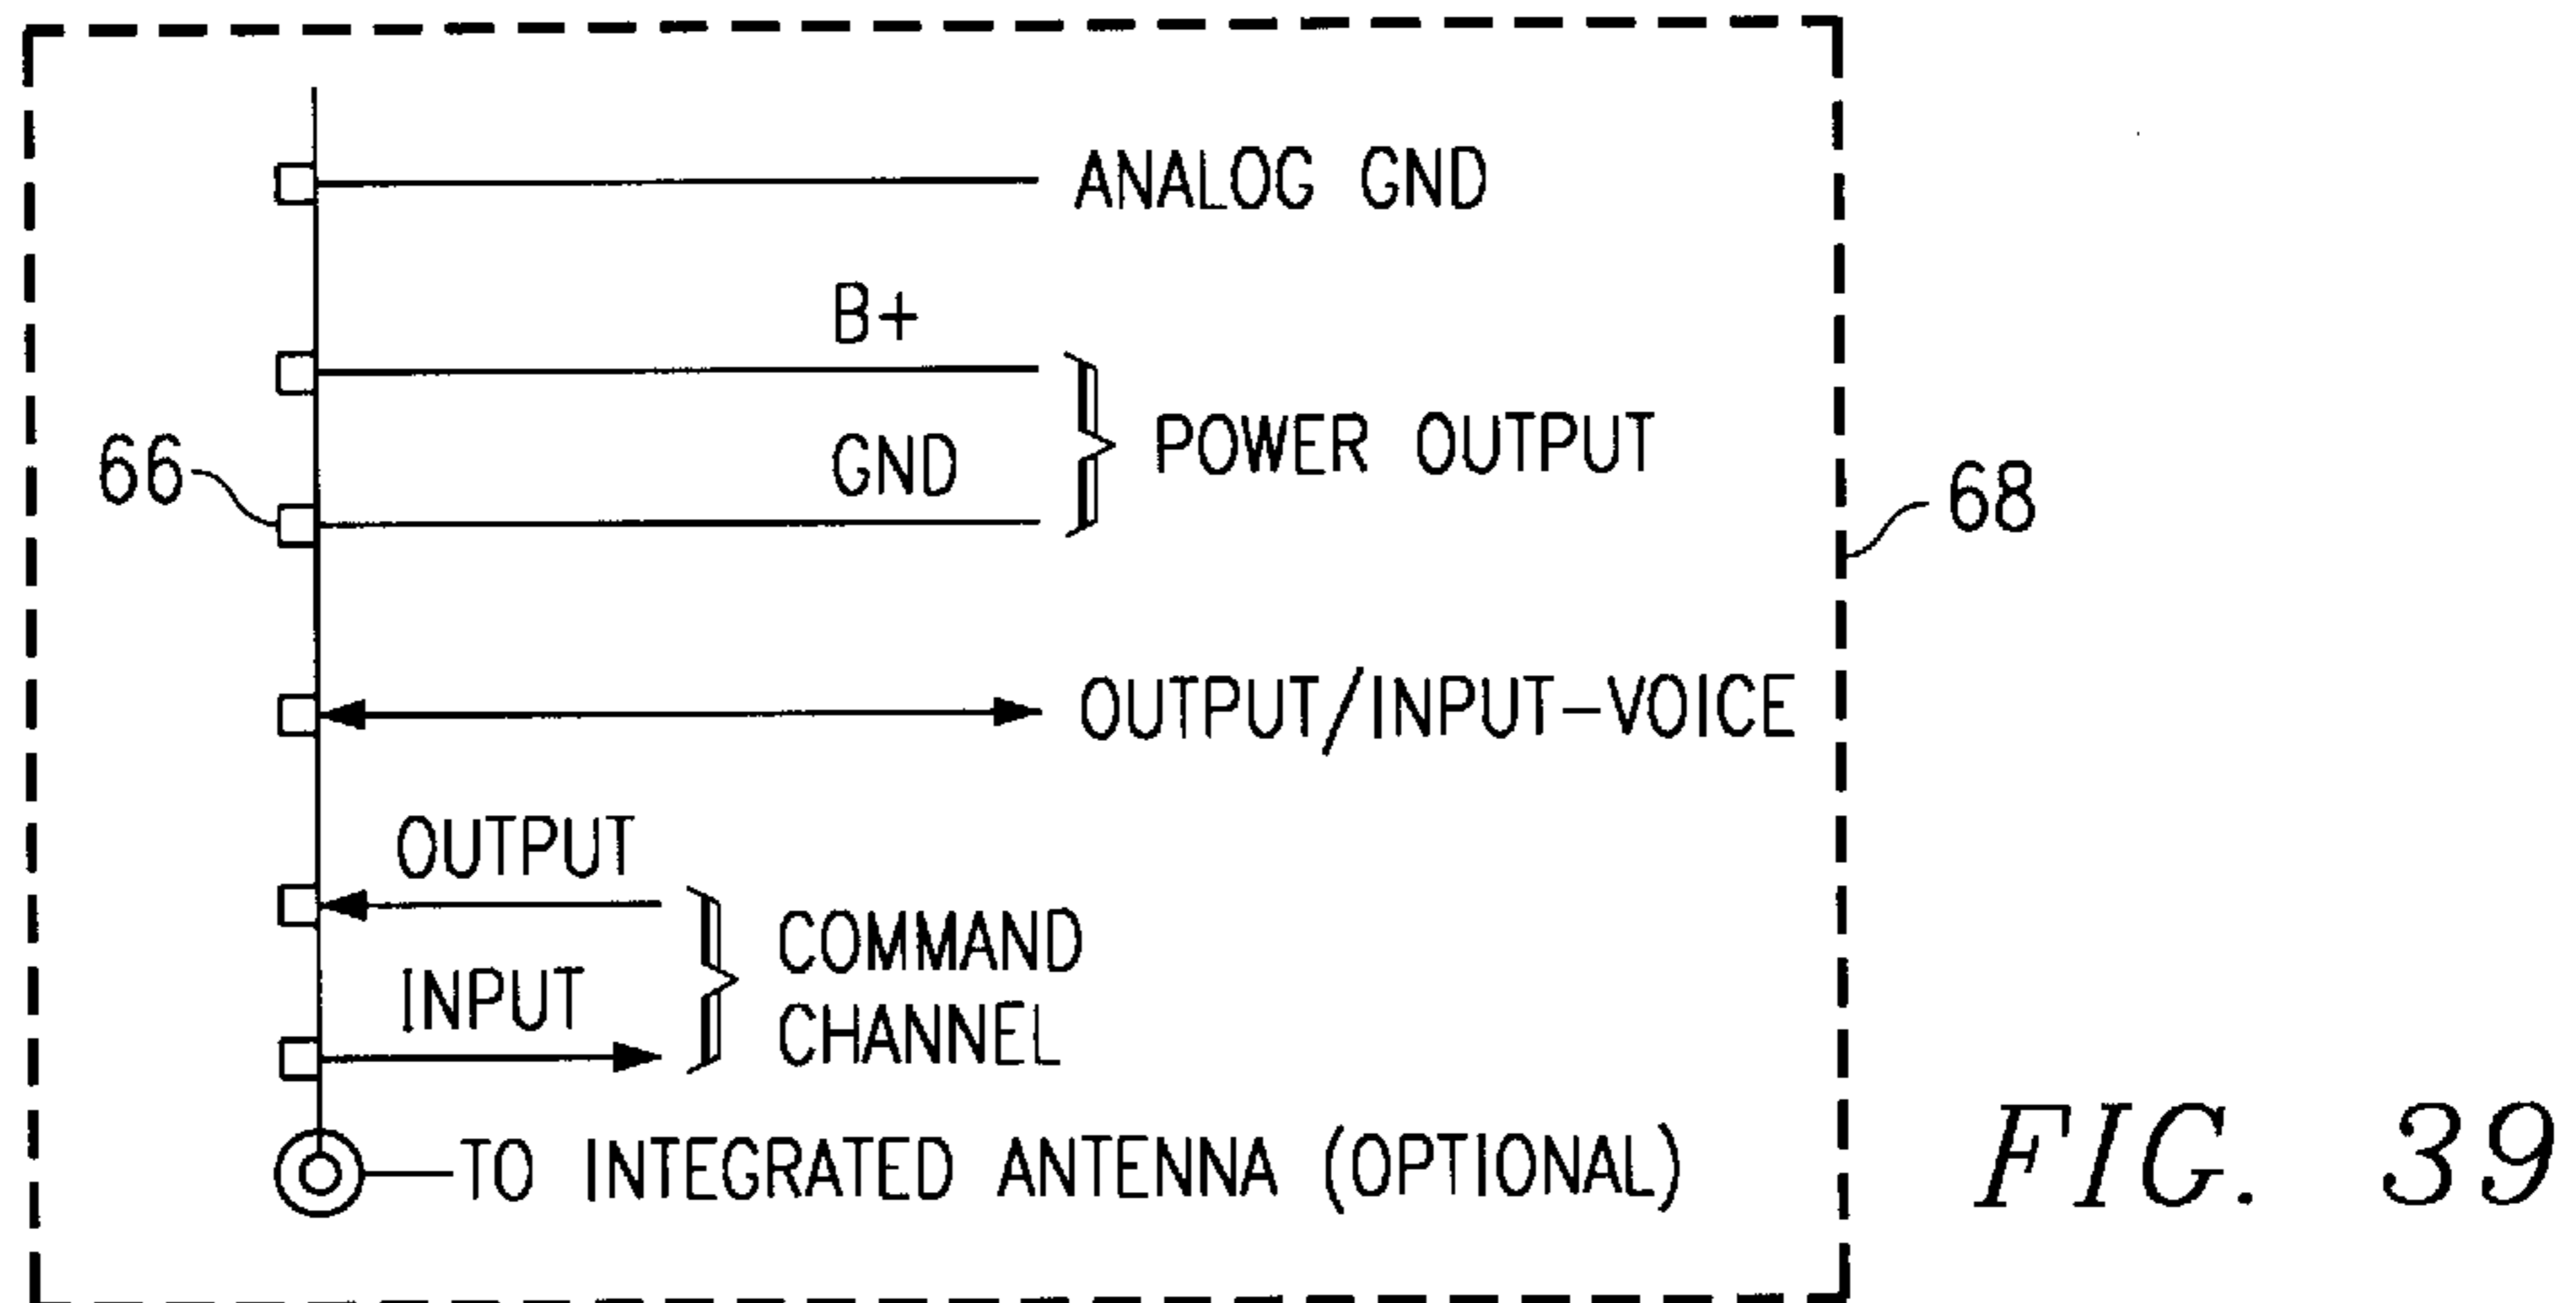 ANALOG GND
B+
GND
POWER OUTPUT
66
68
OUTPUT/INPUT-VOICE
OUTPUT
INPUT
COMMAND
CHANNEL
TO INTEGRATED ANTENNA (OPTIONAL)
FIG. 39